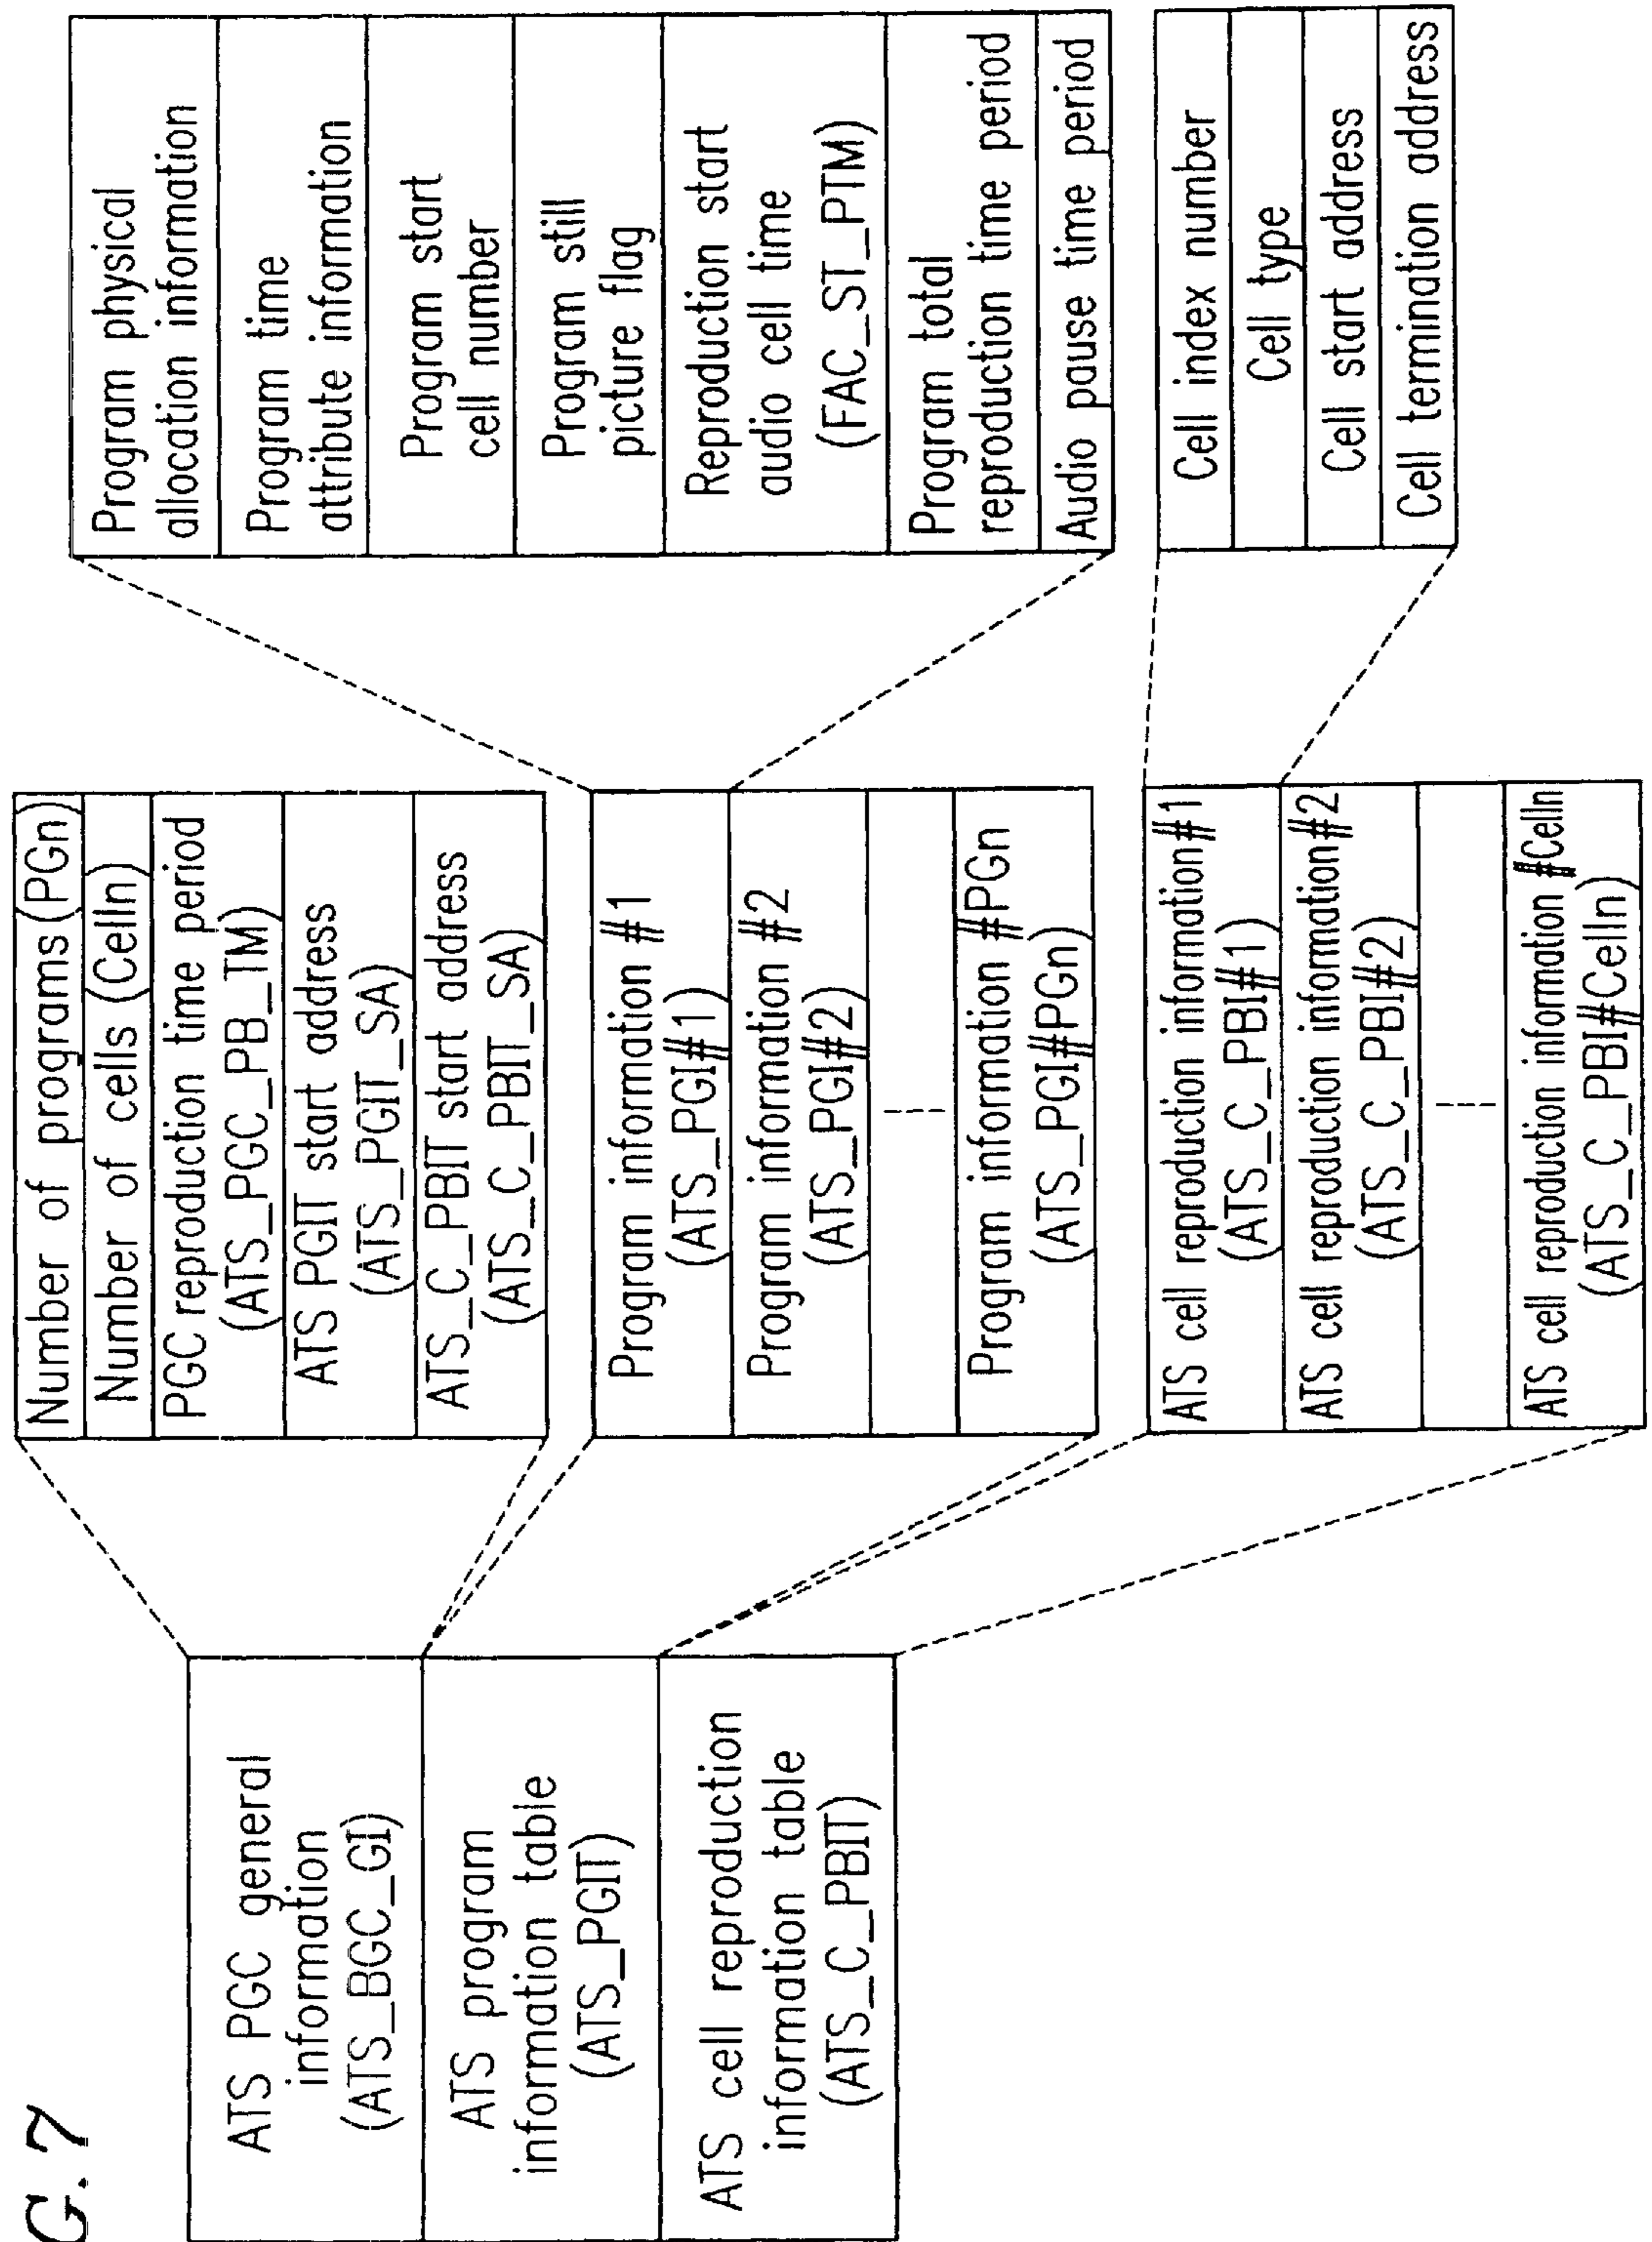 G. 7
ATS PGC general
information
(ATS_BGC_GI)
ATS program
information table
(ATS_PGIT)
ATS cell reproduction
information table
(ATS_C_PBIT)
Number of programs (PGn)
Number of cells (Celln)
PGC reproduction time period
(ATS_PGC_PB_TM)
ATS PGIT start address
(ATS_PGIT_SA)
ATS_C_PBIT start address
(ATS_C_PBIT_SA)
Program information #1
(ATS_PGI#1)
Program information #2
(ATS_PGI#2)
Program information #PGn
(ATS_PGI#PGn)
ATS cell reproduction information#1
(ATS_C_PBI#1)
ATS cell reproduction information#2
(ATS_C_PBI#2)
ATS cell reproduction information #Celln
(ATS_C_PBI#Celln)
Program physical
allocation information
Program time
attribute information
Program start
cell number
Program still
picture flag
Reproduction start
audio cell time
(FAC_ST_PTM)
Program total
reproduction time period
Audio pause time period
Cell index number
Cell type
Cell start address
Cell termination address